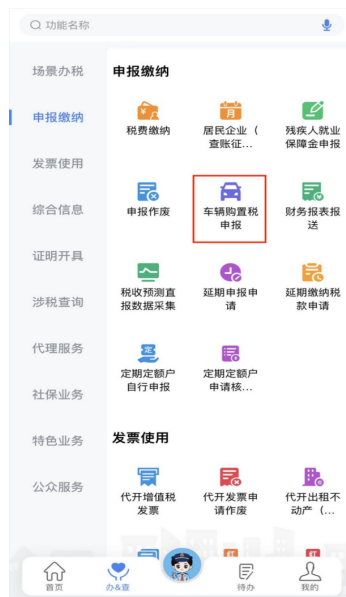 功能名称
场景办税
申报缴纳
发票使用
综合信息
证明开具
涉税查询
代理服务
社保业务
特色业务
公众服务
申报缴纳
税费缴纳
居民企业（
查账征...
残疾人就业
保障金申报
申报作废
车辆购置税
申报
财务报表报
送
税收预测直
报数据采集
延期申报申
请
延期缴纳税
款申请
定期定额户
自行申报
定期定额户
申请核...
发票使用
代开增值税
发票
代开发票申
请作废
代开出租不
动产（...
首页
办&查
待办
我的